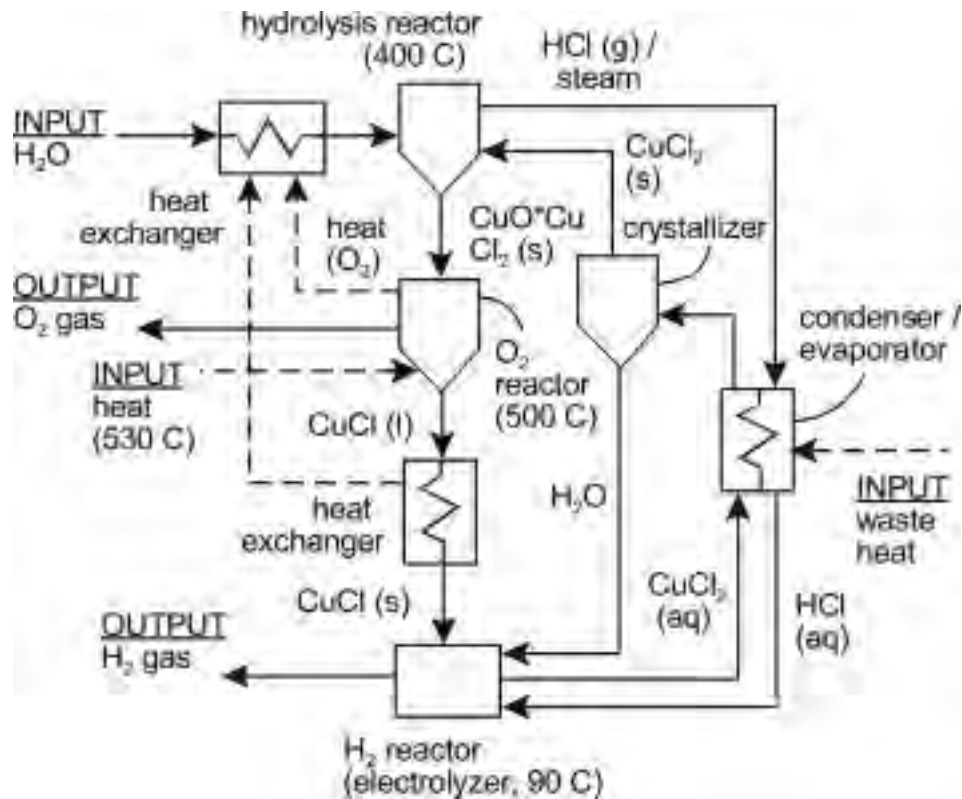 hydrolysis reactor
(400 C)
HCl (g) /
steam
INPUT
H₂O
CuCl₂
(s)
heat
exchanger
heat
(O₂)
CuO*Cu
Cl₂ (s)
crystallizer
OUTPUT
O₂ gas
condenser /
evaporator
INPUT
heat
(530 C)
O₂
reactor
(500 C)
CuCl (l)
H₂O
INPUT
waste
heat
heat
exchanger
CuCl (s)
CuCl₂
(aq)
HCl
(aq)
OUTPUT
H₂ gas
H₂ reactor
(electrolyzer, 90 C)